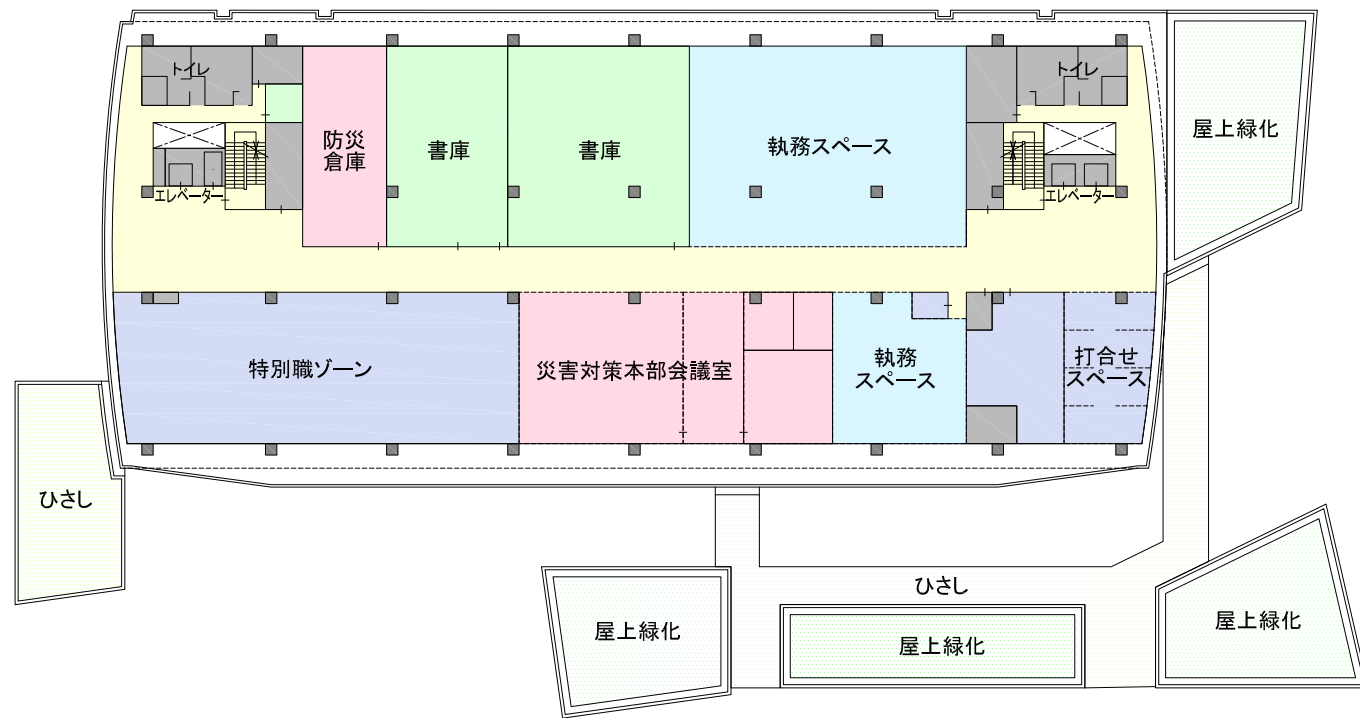 トイレ
トイレ
防災
倉庫
書庫
書庫
執務スペース
屋上緑化
エレベーター
エレベーター
特別職ゾーン
災害対策本部会議室
執務
スペース
打合せ
スペース
ひさし
ひさし
屋上緑化
屋上緑化
屋上緑化